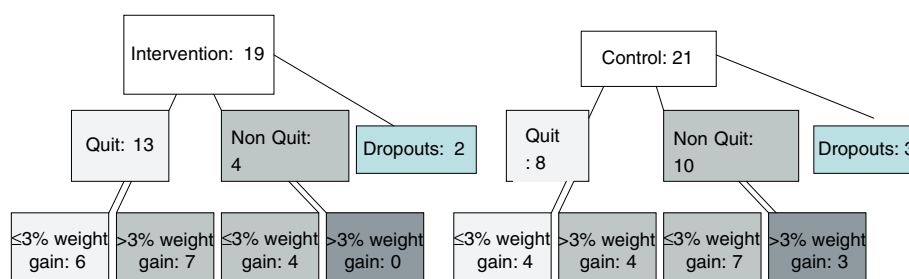 Intervention: 19
Control: 21
Quit: 13
Non Quit:
4
Dropouts: 2
Quit
: 8
Non Quit:
10
Dropouts: 3
≤3% weight
gain: 6
>3% weight
gain: 7
≤3% weight
gain: 4
>3% weight
gain: 0
≤3% weight
gain: 4
>3% weight
gain: 4
≤3% weight
gain: 7
>3% weight
gain: 3